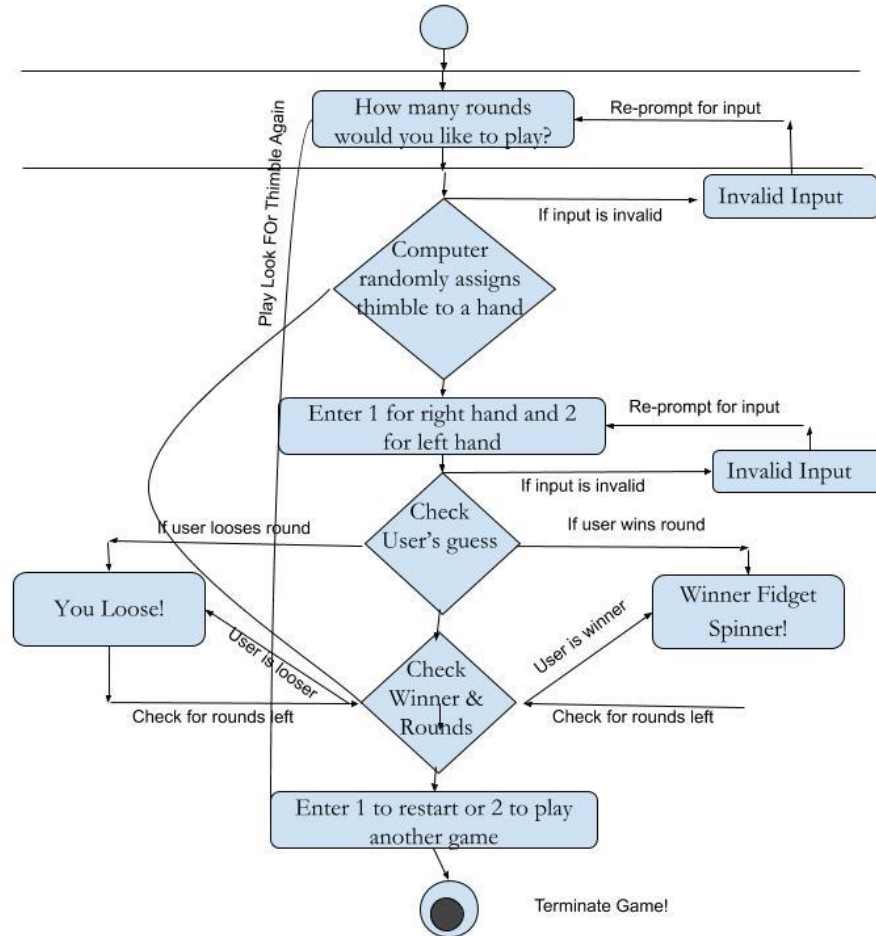 How many rounds
would you like to play?
Re-prompt for input
Play Look FOr Thimble Again
Invalid Input
If input is invalid
Computer
randomly assigns
thimble to a hand
Enter 1 for right hand and 2
for left hand
Re-prompt for input
Invalid Input
If input is invalid
Check
User's guess
If user looses round
If user wins round
You Loose!
Winner Fidget
Spinner!
User is looser
User is winner
Check
Winner &
Rounds
Check for rounds left
Check for rounds left
Enter 1 to restart or 2 to play
another game
Terminate Game!